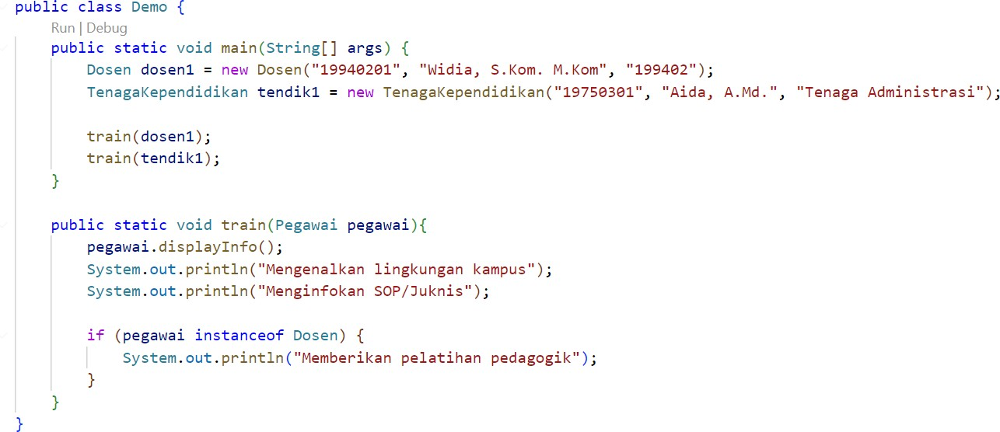 public class Demo {
Run | Debug
public static void main(String[] args) {
Dosen dosen1 = new Dosen("19940201", "Widia, S.Kom. M.Kom", "199402");
TenagaKependidikan tendik1 = new TenagaKependidikan("19750301", "Aida, A.Md.", "Tenaga Administrasi");
train(dosen1);
train(tendik1);
}
public static void train(Pegawai pegawai){
pegawai.displayInfo();
System.out.println("Mengenalkan lingkungan kampus");
System.out.println("Menginfokan SOP/Juknis");
if (pegawai instanceof Dosen) {
System.out.println("Memberikan pelatihan pedagogik");
}
}
}